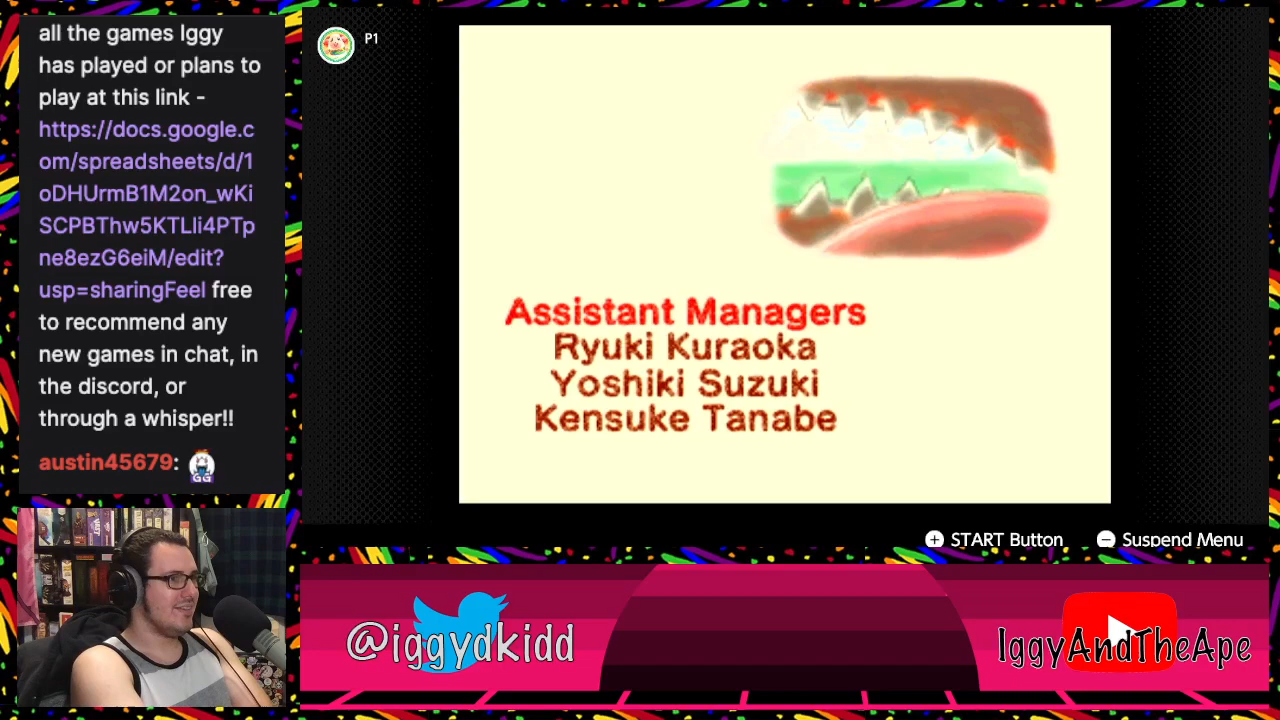 all the games Iggy
has played or plans to
play at this link -
https://docs.google.c
om/spreadsheets/d/1
oDHUrmB1M2on_wKi
SCPBThw5KTLli4PTp
ne8ezG6eiM/edit?
usp=sharingFeel free
to recommend any
new games in chat, in
the discord, or
through a whisper!!
austin45679:
GG
P1
Assistant Managers
Ryuki Kuraoka
Yoshiki Suzuki
Kensuke Tanabe
START Button
Suspend Menu
@iggydkidd
IggyAndTheApe